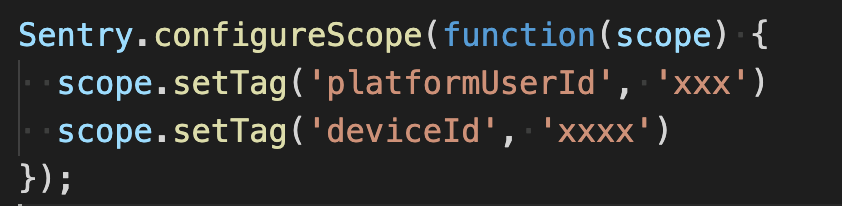 Sentry.configureScope(function(scope) {
  scope.setTag('platformUserId', 'xxx')
  scope.setTag('deviceId', 'xxxx')
});